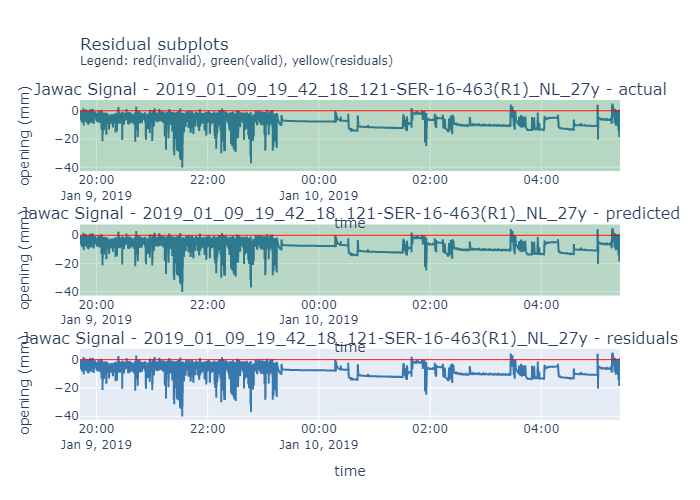 Residual subplots
Legend: red(invalid), green(valid), yellow(residuals)
Jawac Signal - 2019_01_09_19_42_18_121-SER-16-463(R1)_NL_27y - actual
opening (mm)
0
−20
−40
20:00 22:00 00:00 02:00 04:00
Jan 9, 2019 Jan 10, 2019
time
Jawac Signal - 2019_01_09_19_42_18_121-SER-16-463(R1)_NL_27y - predicted
opening (mm)
0
−20
−40
20:00 22:00 00:00 02:00 04:00
Jan 9, 2019 Jan 10, 2019
time
Jawac Signal - 2019_01_09_19_42_18_121-SER-16-463(R1)_NL_27y - residuals
opening (mm)
0
−20
−40
20:00 22:00 00:00 02:00 04:00
Jan 9, 2019 Jan 10, 2019
time